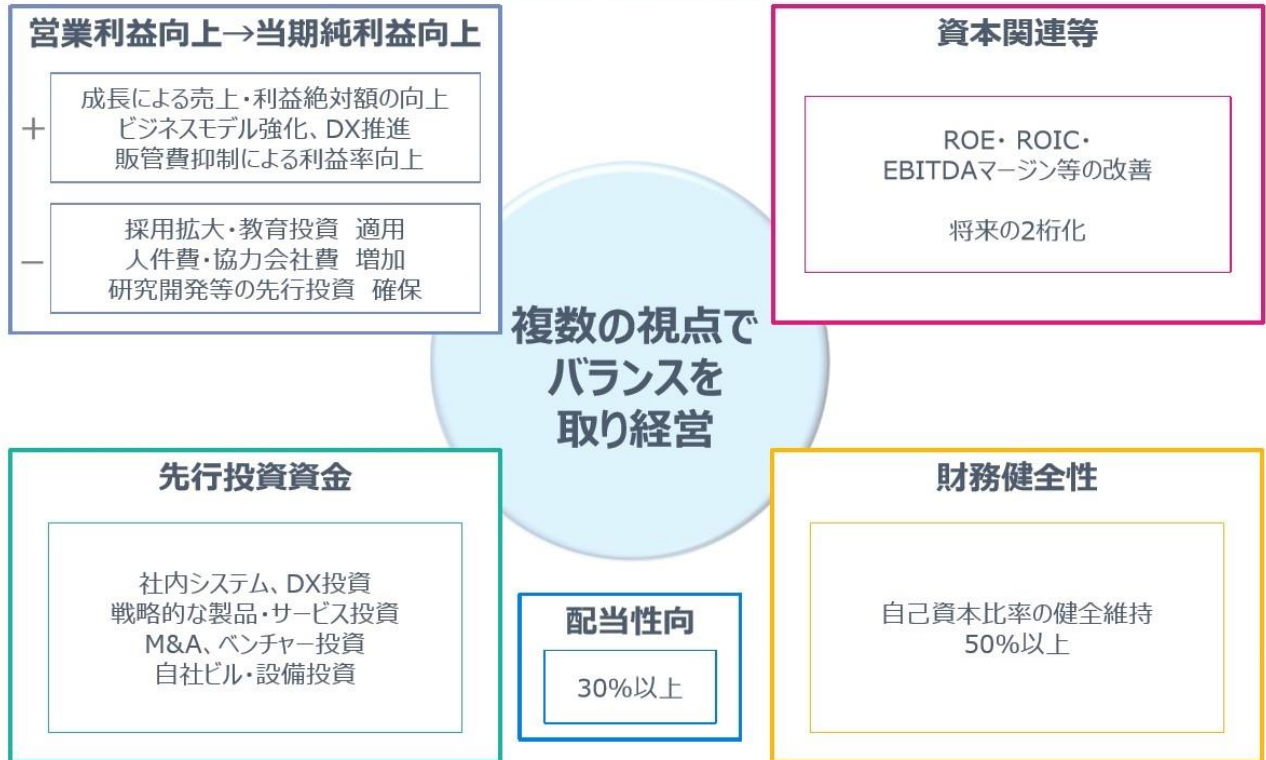 営業利益向上→当期純利益向上
+
成長による売上・利益絶対額の向上
ビジネスモデル強化、DX推進
販管費抑制による利益率向上
－
採用拡大・教育投資 適用
人件費・協力会社費 増加
研究開発等の先行投資 確保
資本関連等
ROE・ ROIC・
EBITDAマージン等の改善
将来の2桁化
複数の視点で
バランスを
取り経営
先行投資資金
社内システム、DX投資
戦略的な製品・サービス投資
M&A、ベンチャー投資
自社ビル・設備投資
配当性向
30%以上
財務健全性
自己資本比率の健全維持
50%以上